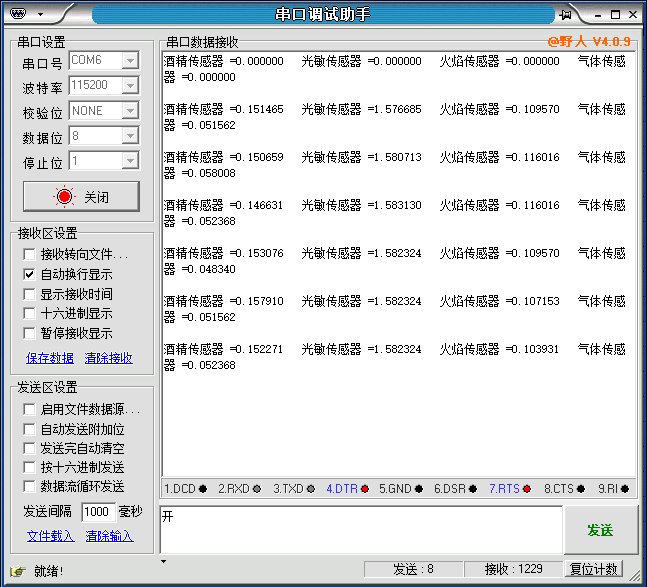 串口调试助手
串口设置
串口号 COM6
波特率 115200
校验位 NONE
数据位 8
停止位 1
关闭
接收区设置
接收转向文件...
自动换行显示
显示接收时间
十六进制显示
暂停接收显示
保存数据 清除接收
发送区设置
启用文件数据源...
自动发送附加位
发送完自动清空
按十六进制发送
数据流循环发送
发送间隔 1000 毫秒
文件载入 清除输入
串口数据接收 @野人 V4.0.9
酒精传感器 =0.000000 光敏传感器 =0.000000 火焰传感器 =0.000000 气体传感
器 =0.000000
酒精传感器 =0.151465 光敏传感器 =1.576685 火焰传感器 =0.109570 气体传感
器 =0.051562
酒精传感器 =0.150659 光敏传感器 =1.580713 火焰传感器 =0.116016 气体传感
器 =0.058008
酒精传感器 =0.146631 光敏传感器 =1.583130 火焰传感器 =0.116016 气体传感
器 =0.052368
酒精传感器 =0.153076 光敏传感器 =1.582324 火焰传感器 =0.109570 气体传感
器 =0.048340
酒精传感器 =0.157910 光敏传感器 =1.582324 火焰传感器 =0.107153 气体传感
器 =0.051562
酒精传感器 =0.152271 光敏传感器 =1.582324 火焰传感器 =0.103931 气体传感
器 =0.052368
1.DCD 2.RXD 3.TXD 4.DTR 5.GND 6.DSR 7.RTS 8.CTS 9.RI
开
发送
就绪! 发送 : 8 接收 : 1229 复位计数